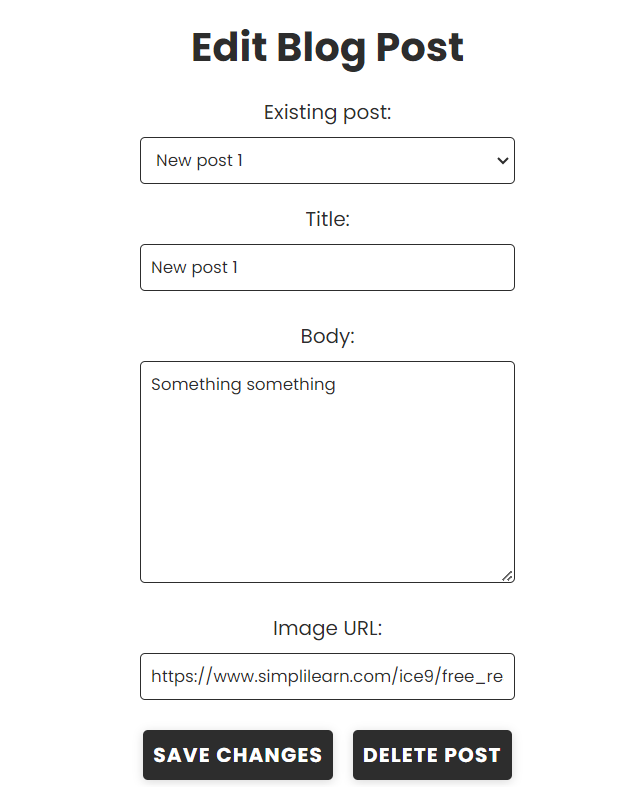 Edit Blog Post
Existing post:
New post 1
Title:
New post 1
Body:
Something something
Image URL:
https://www.simplilearn.com/ice9/free_re
SAVE CHANGES
DELETE POST